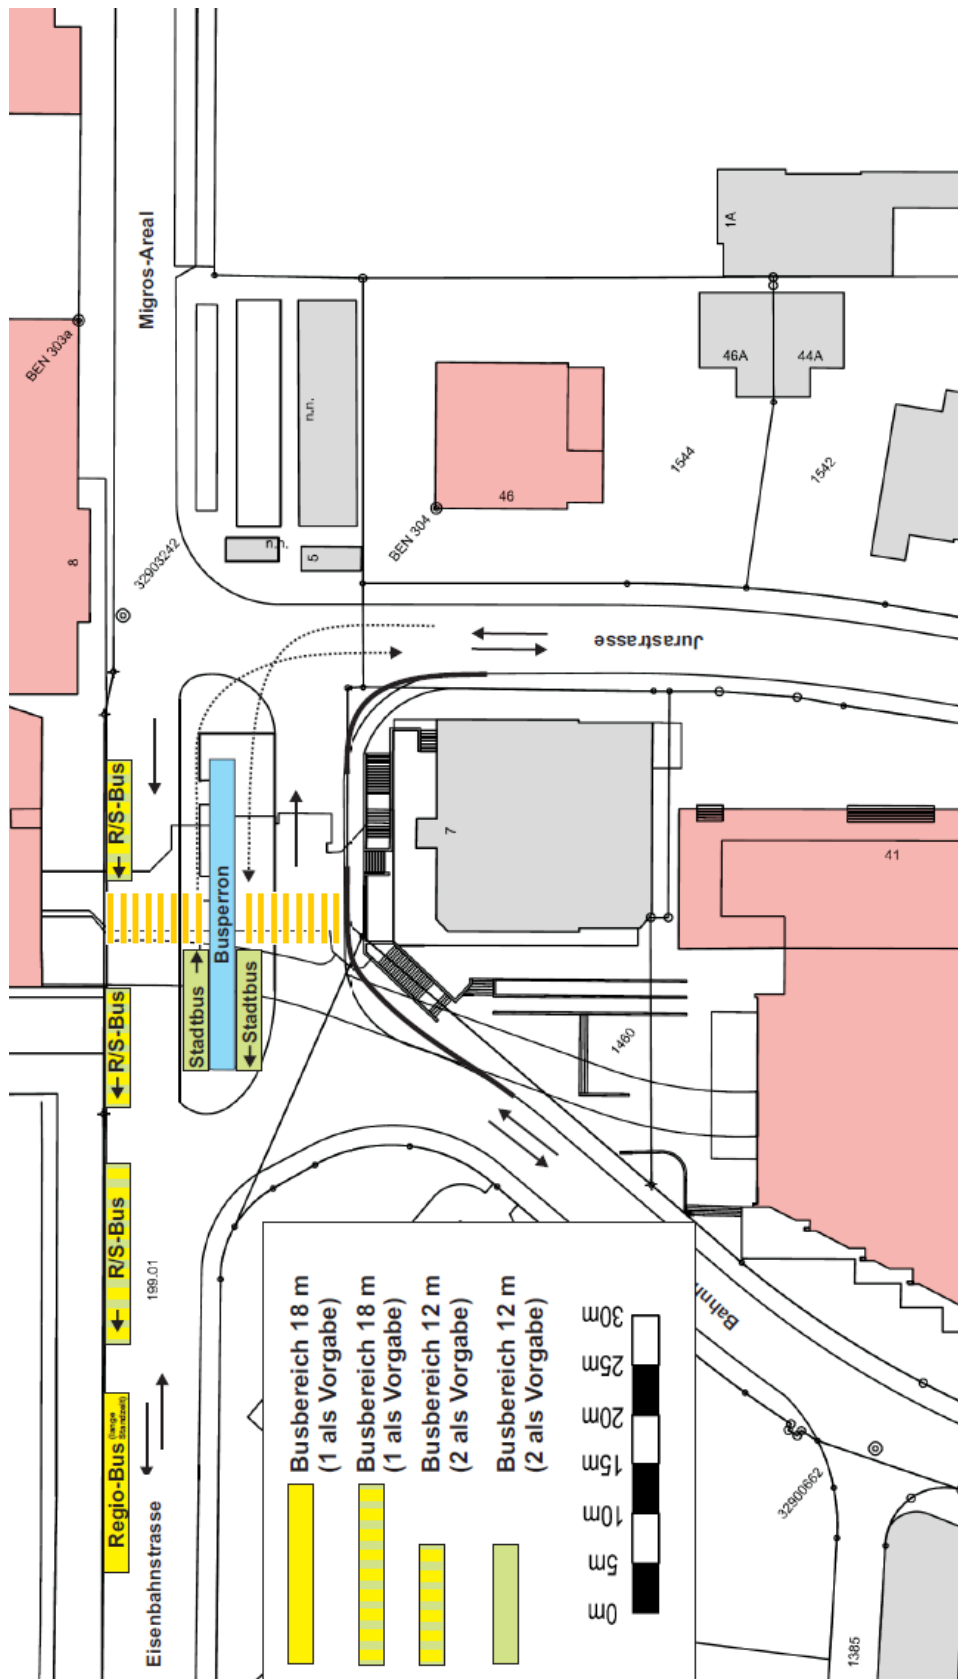 Migros-Areal
1A
BEN 303a
46A
44A
n.n.
1544
1542
46
BEN 304
8
32903242
n.n.
5
Jurastrasse
← R/S-Bus
7
41
Busperron
Stadtbus →
← Stadtbus
← R/S-Bus
1460
← R/S-Bus
199.01
Regio-Bus (lange Standzeit)
Eisenbahnstrasse
Busbereich 18 m
(1 als Vorgabe)
Busbereich 18 m
(1 als Vorgabe)
Busbereich 12 m
(2 als Vorgabe)
Busbereich 12 m
(2 als Vorgabe)
0m 5m 10m 15m 20m 25m 30m
Bahnh
32900662
1385